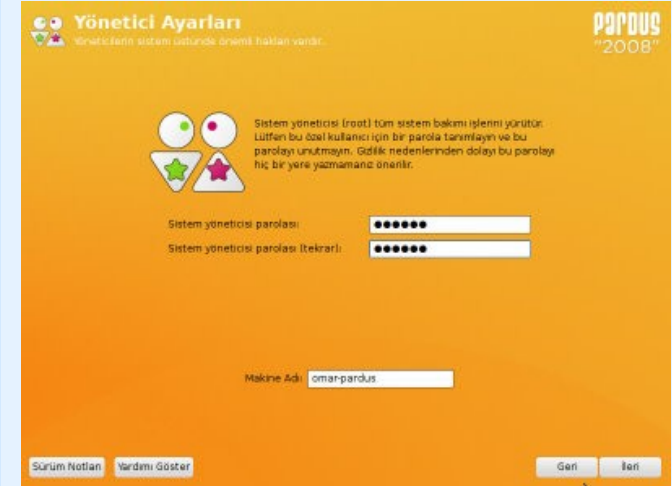 Yönetici Ayarları
Yöneticilerin sistem üstünde önemli hakları vardır.
PARDUS
"2008"
Sistem yöneticisi (root) tüm sistem bakımı işlerini yürütür.
Lütfen bu özel kullanıcı için bir parola tanımlayın ve bu
parolayı unutmayın. Gizlilik nedenlerinden dolayı bu parolayı
hiç bir yere yazmamanız önerilir.
Sistem yöneticisi parolası:
Sistem yöneticisi parolası (tekrar):
Makine Adı: omar-pardus
Sürüm Notları Yardımı Göster Geri İleri